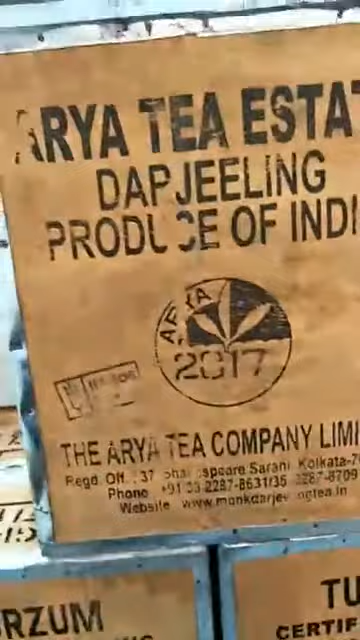 ARYA TEA ESTAT
DARJEELING
PRODUCE OF INDI
ARYA
2017
THE ARYA TEA COMPANY LIMI
Regd. Off. : 37 Shakespeare Sarani Kolkata-7
Phone +91 33 2287-8631/35 2287-8709
Website www.monkdarjeelingtea.in
RZUM
TU
CERTIF